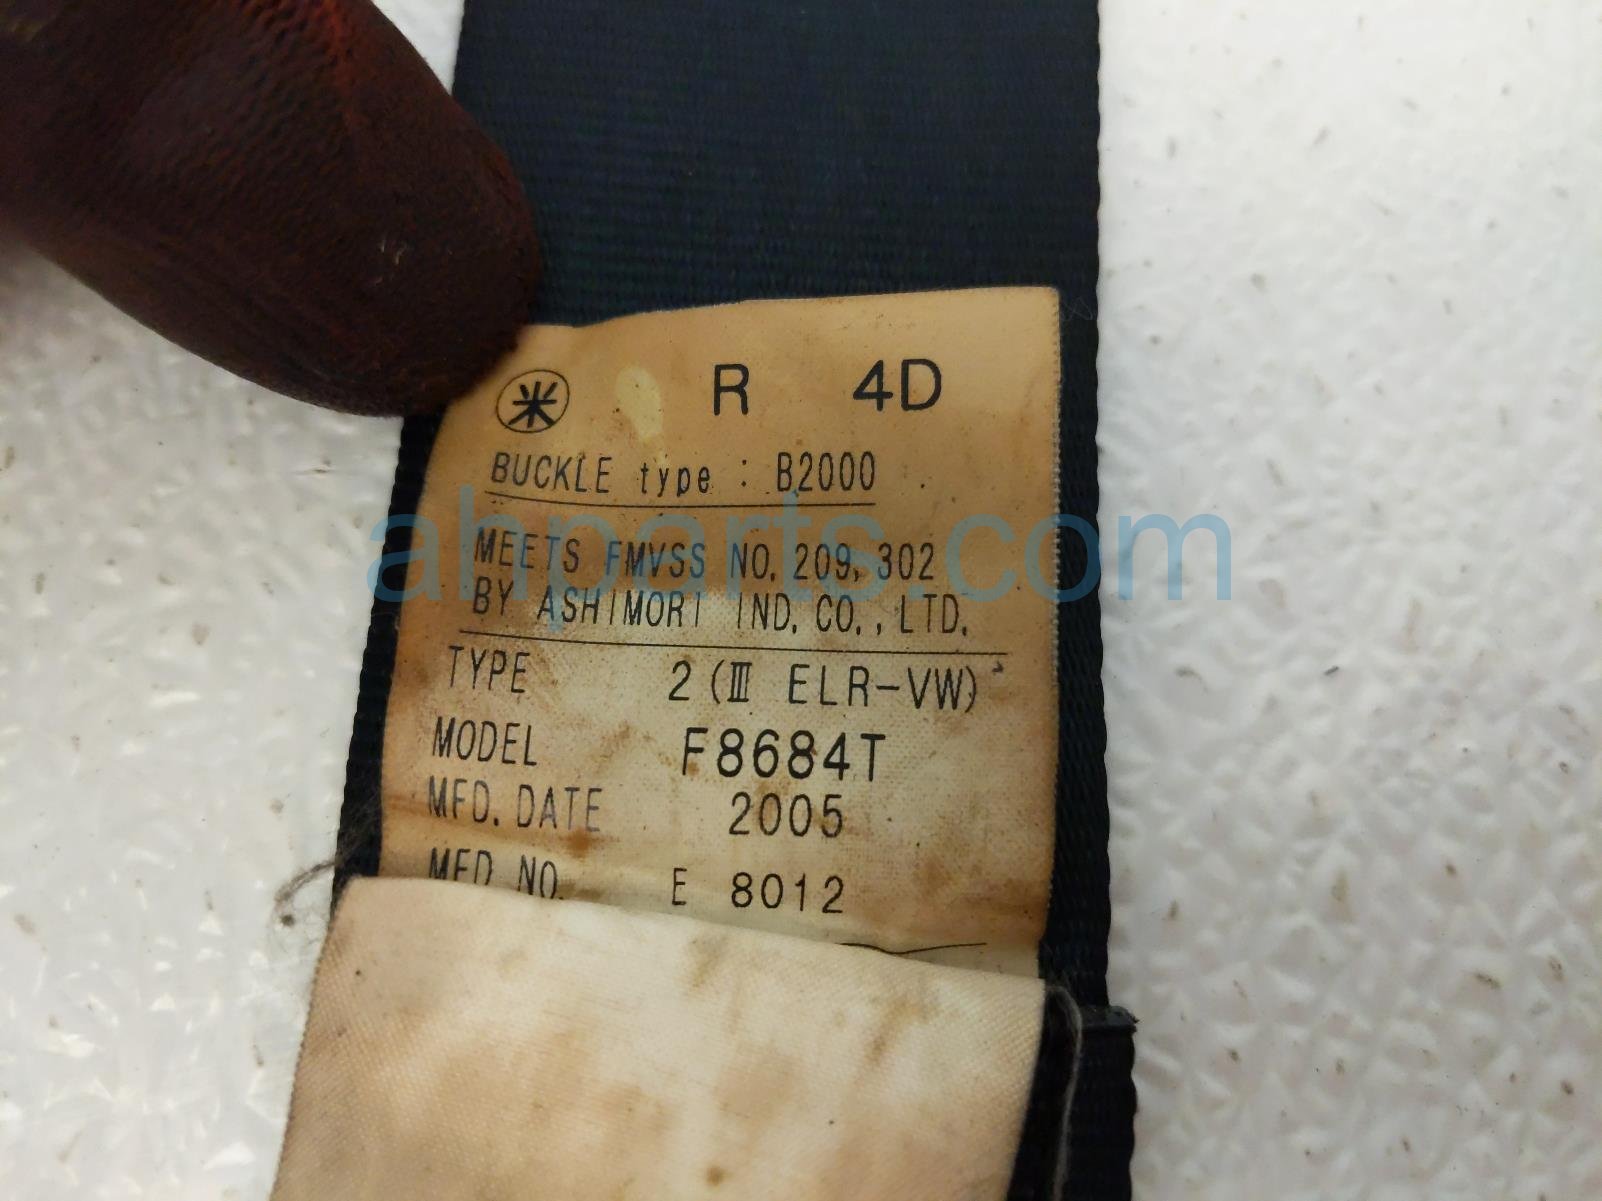 米 R 4D
BUCKLE type : B2000
MEETS FMVSS NO. 209, 302
BY ASHIMORI IND. CO., LTD.
TYPE 2 (Ⅲ ELR-VW)
MODEL F8684T
MFD. DATE 2005
MFD NO. E 8012
ahparts.com